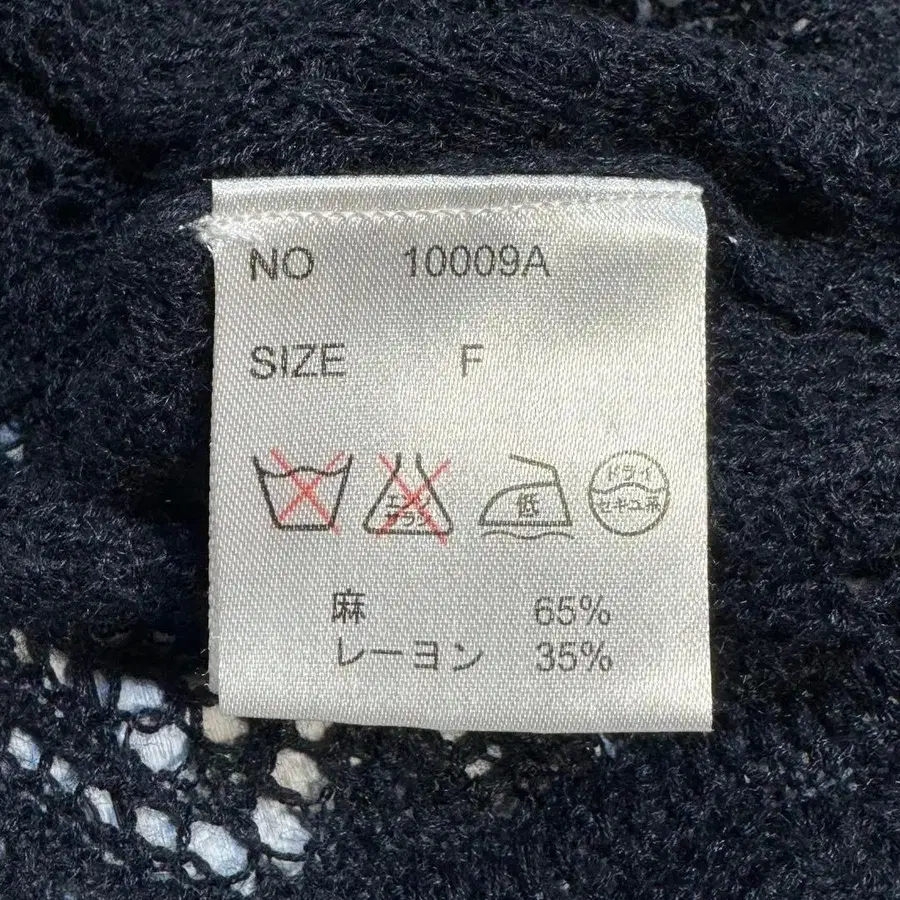 NO 10009A
SIZE F
エンソ
サラシ
低
ドライ
セキユ系
麻 65%
レーヨン 35%